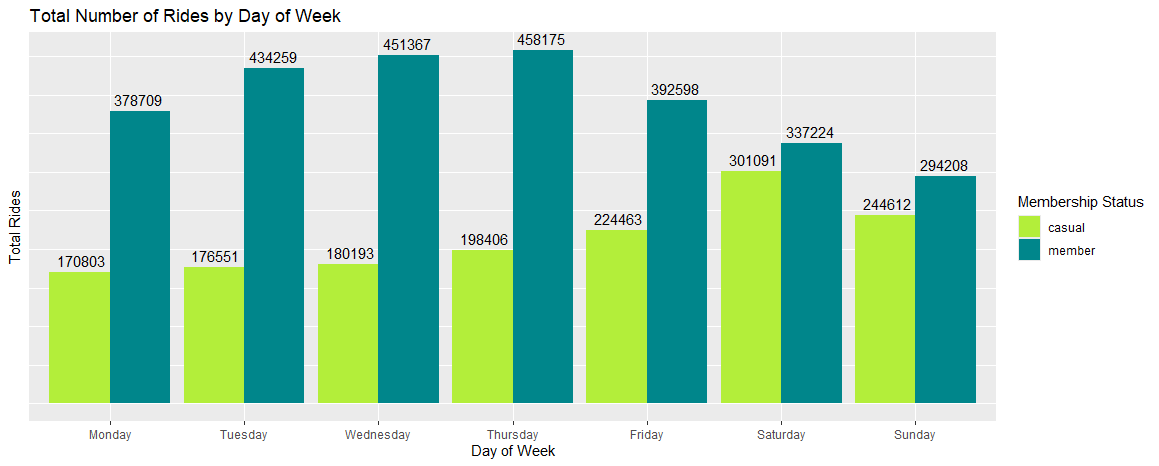 Total Number of Rides by Day of Week
Total Rides
378709
434259
451367
458175
392598
337224
294208
170803
176551
180193
198406
224463
301091
244612
Monday
Tuesday
Wednesday
Thursday
Friday
Saturday
Sunday
Day of Week
Membership Status
casual
member